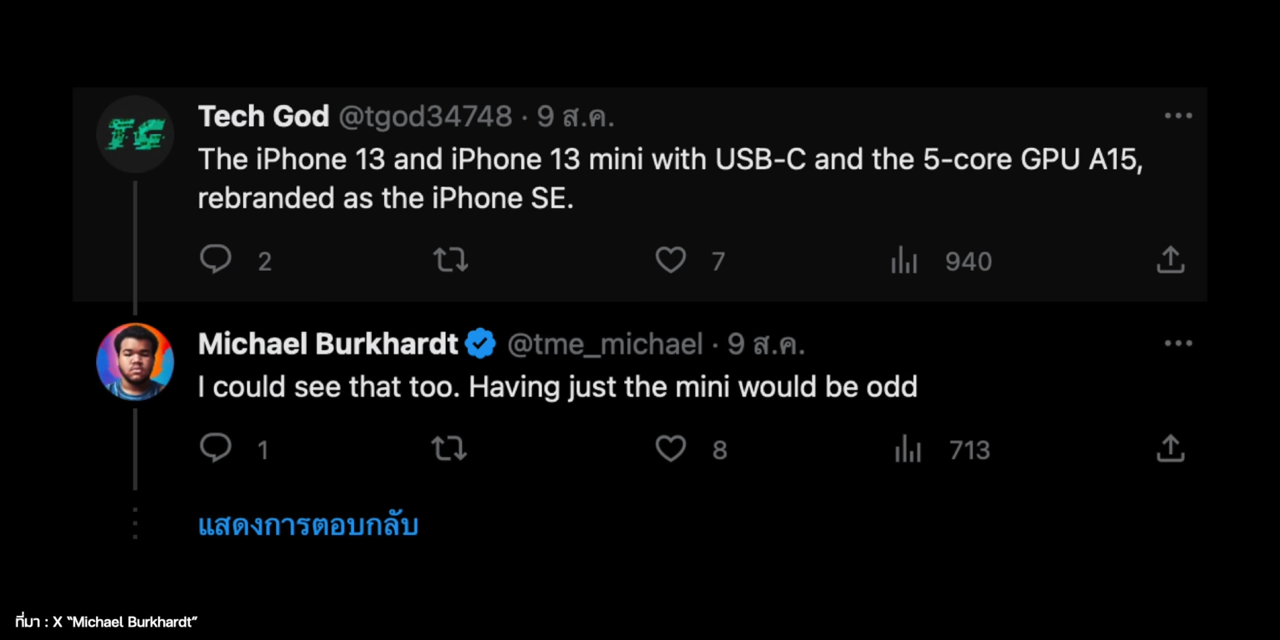 Tech God @tgod34748 · 9 ส.ค.
The iPhone 13 and iPhone 13 mini with USB-C and the 5-core GPU A15,
rebranded as the iPhone SE.
2 7 940
Michael Burkhardt @tme_michael · 9 ส.ค.
I could see that too. Having just the mini would be odd
1 8 713
แสดงการตอบกลับ
ที่มา : X “Michael Burkhardt”